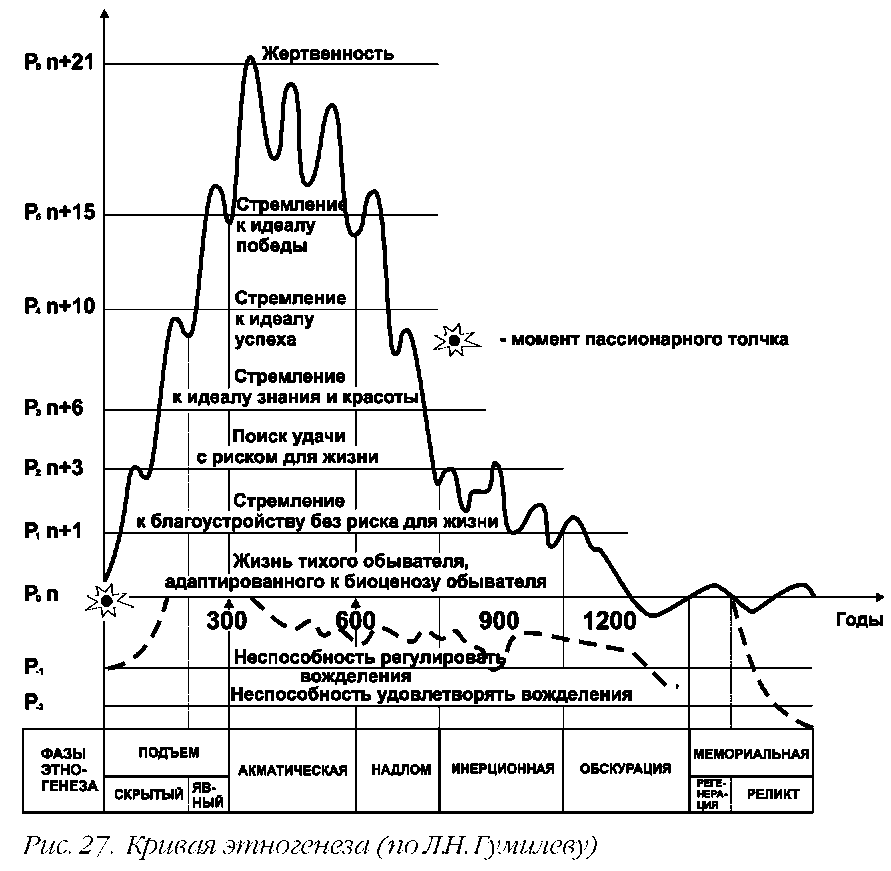 P₆ n+21
Жертвенность
P₅ n+15
Стремление
к идеалу
победы
P₄ n+10
Стремление
к идеалу
успеха
- момент пассионарного толчка
Стремление
к идеалу знания и красоты
P₃ n+6
Поиск удачи
с риском для жизни
P₂ n+3
Стремление
к благоустройству без риска для жизни
P₁ n+1
Жизнь тихого обывателя,
адаптированного к биоценозу обывателя
P₀ n
300 600 900 1200 Годы
Неспособность регулировать
вожделения
P₋₁
Неспособность удовлетворять вожделения
P₋₂
ФАЗЫ
ЭТНО-
ГЕНЕЗА
ПОДЪЕМ
СКРЫТЫЙ
ЯВ-
НЫЙ
АКМАТИЧЕСКАЯ
НАДЛОМ
ИНЕРЦИОННАЯ
ОБСКУРАЦИЯ
МЕМОРИАЛЬНАЯ
РЕГЕ-
НЕРА-
ЦИЯ
РЕЛИКТ
Рис. 27. Кривая этногенеза (по Л.Н. Гумилеву)